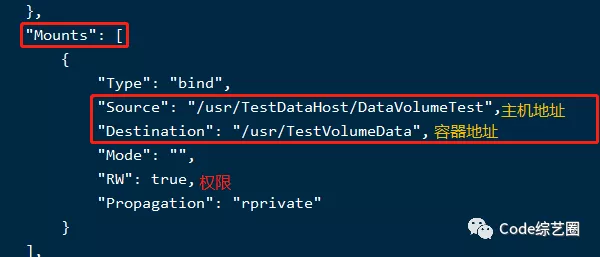 },
"Mounts": [
{
"Type": "bind",
"Source": "/usr/TestDataHost/DataVolumeTest",主机地址
"Destination": "/usr/TestVolumeData",容器地址
"Mode": "",
"RW": true,权限
"Propagation": "rprivate"
}
],
Code综艺圈